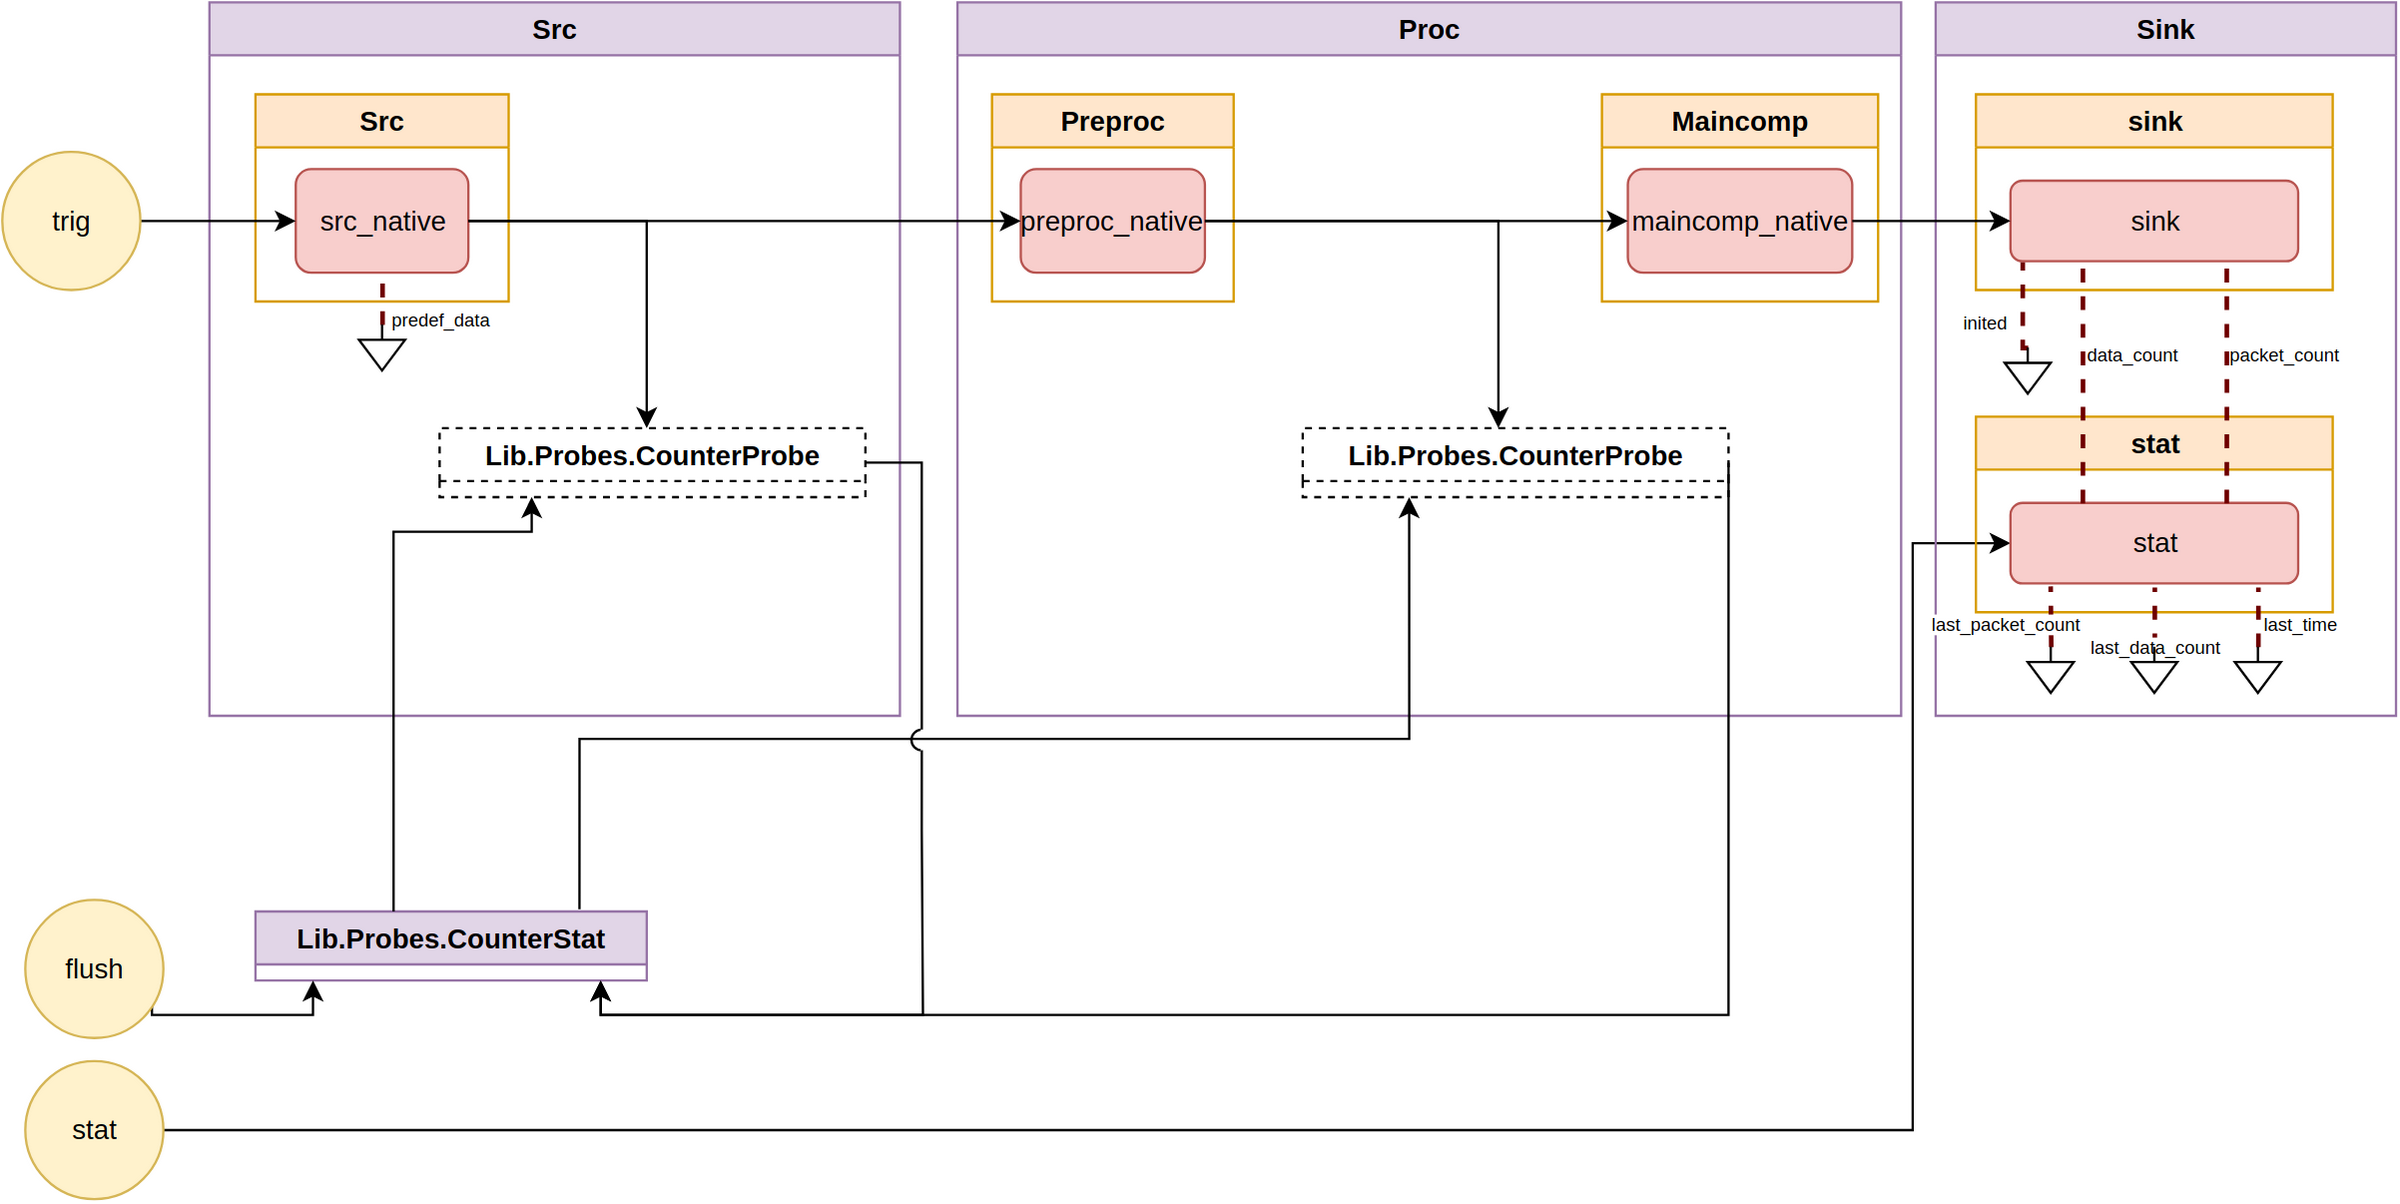 Src
Proc
Sink
Src
Preproc
Maincomp
sink
trig
src_native
preproc_native
maincomp_native
sink
predef_data
inited
data_count
packet_count
Lib.Probes.CounterProbe
Lib.Probes.CounterProbe
stat
stat
last_packet_count
last_data_count
last_time
flush
Lib.Probes.CounterStat
stat